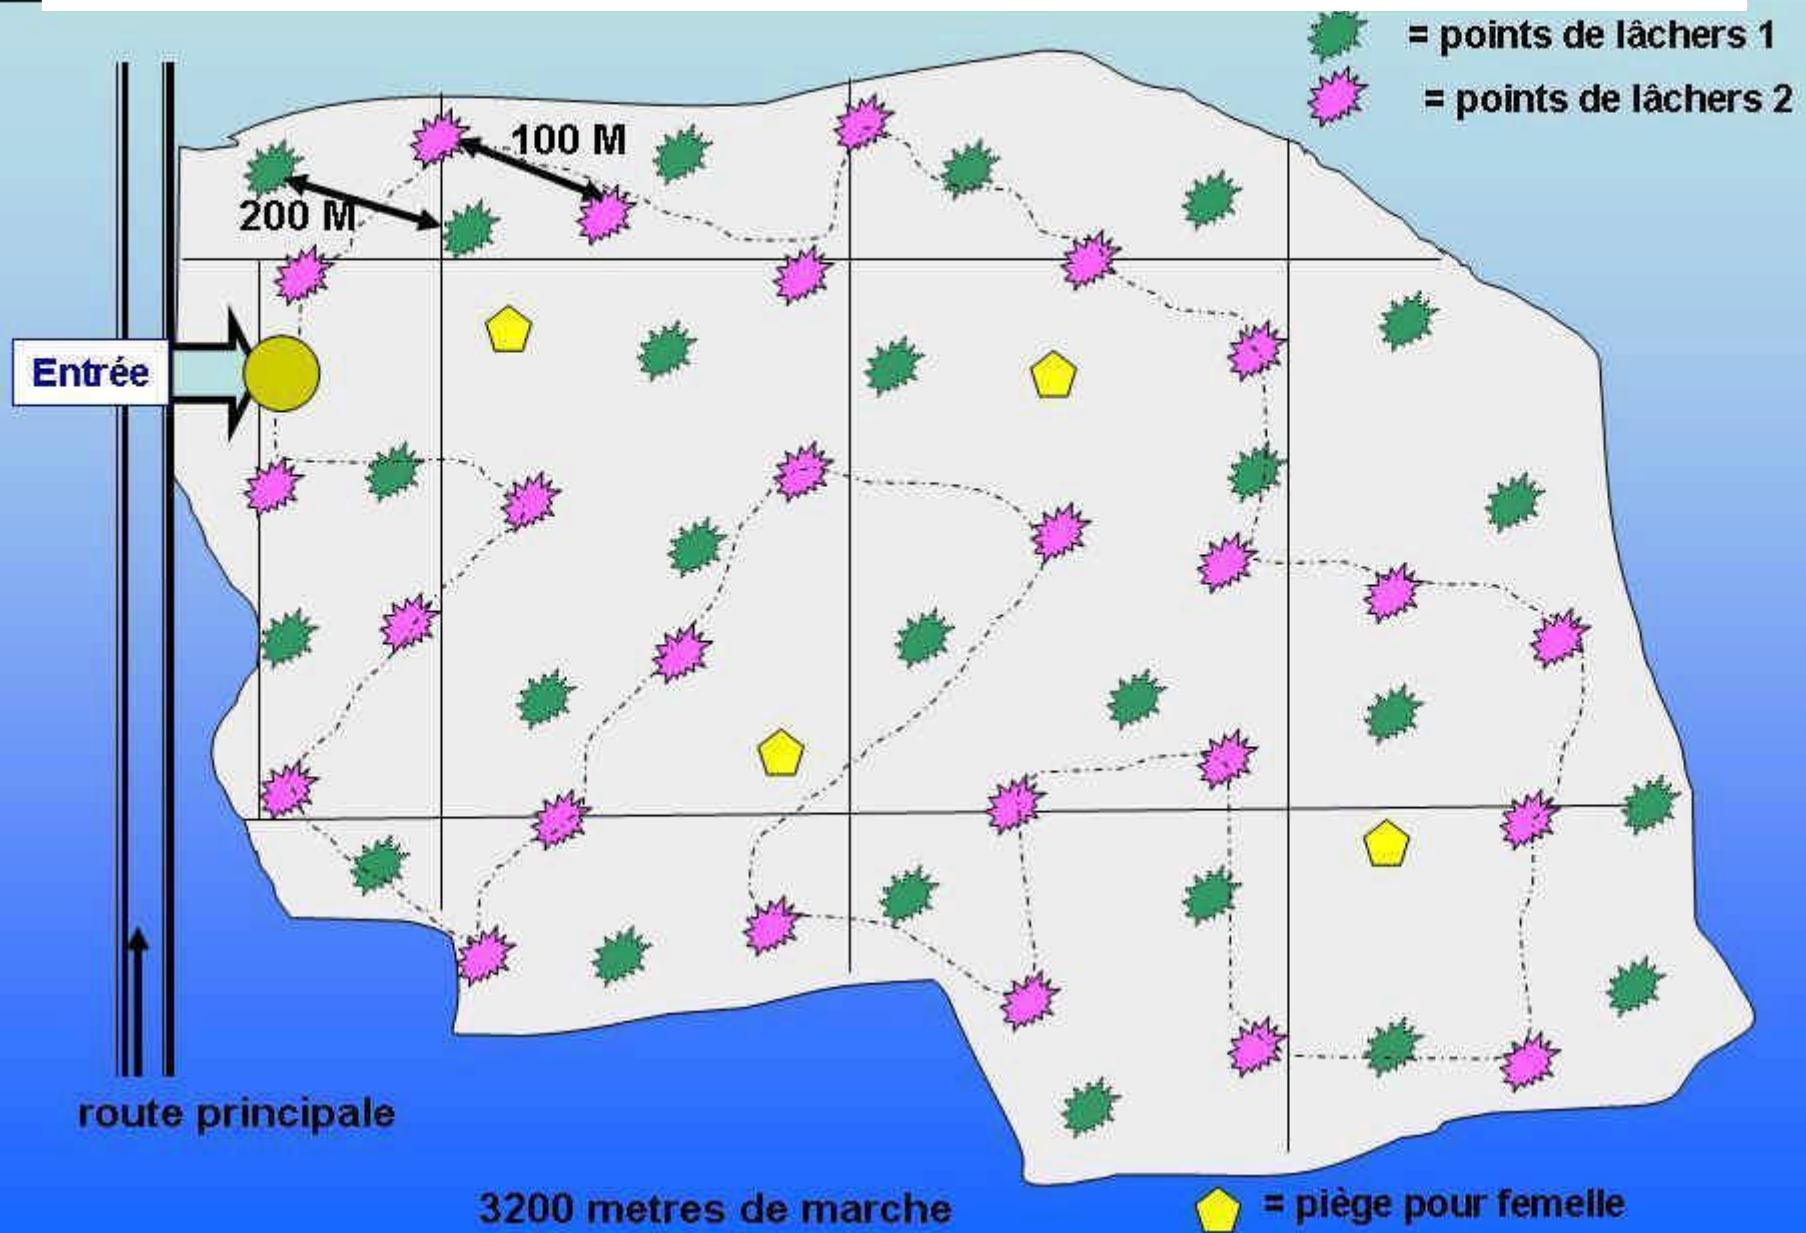 = points de lâchers 1
= points de lâchers 2
100 M
200 M
Entrée
route principale
3200 metres de marche
= piège pour femelle